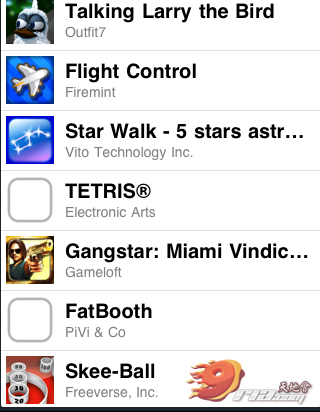 Talking Larry the Bird
Outfit7
Flight Control
Firemint
Star Walk - 5 stars astr...
Vito Technology Inc.
TETRIS®
Electronic Arts
Gangstar: Miami Vindic...
Gameloft
FatBooth
PiVi & Co
Skee-Ball
Freeverse, Inc.